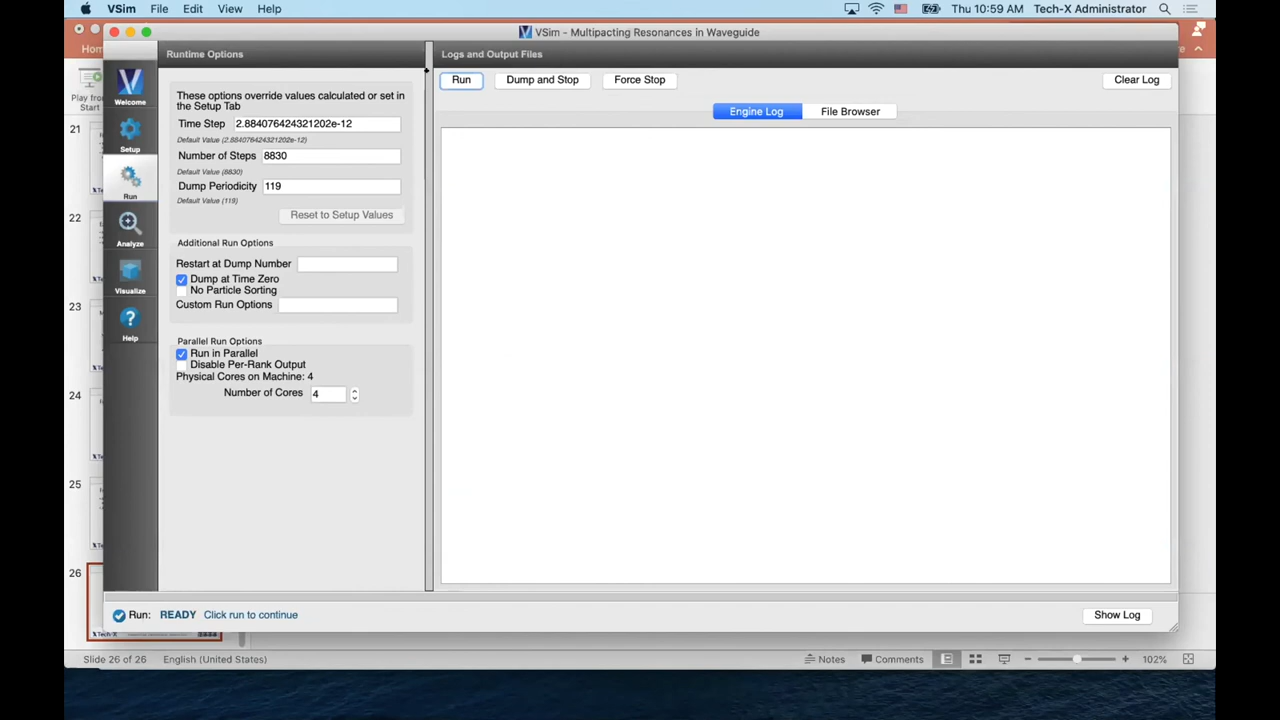 VSim File Edit View Help
Thu 10:59 AM Tech-X Administrator
VSim - Multipacting Resonances in Waveguide
Hom
Play from
Start
21
22
23
24
25
26
Tech-X
Welcome
Setup
Run
Analyze
Visualize
Help
Runtime Options
These options override values calculated or set in
the Setup Tab
Time Step 2.884076424321202e-12
Default Value (2.884076424321202e-12)
Number of Steps 8830
Default Value (8830)
Dump Periodicity 119
Default Value (119)
Reset to Setup Values
Additional Run Options
Restart at Dump Number
Dump at Time Zero
No Particle Sorting
Custom Run Options
Parallel Run Options
Run in Parallel
Disable Per-Rank Output
Physical Cores on Machine: 4
Number of Cores 4
Logs and Output Files
Run Dump and Stop Force Stop Clear Log
Engine Log File Browser
Run: READY Click run to continue
Show Log
Slide 26 of 26 English (United States) Notes Comments 102%